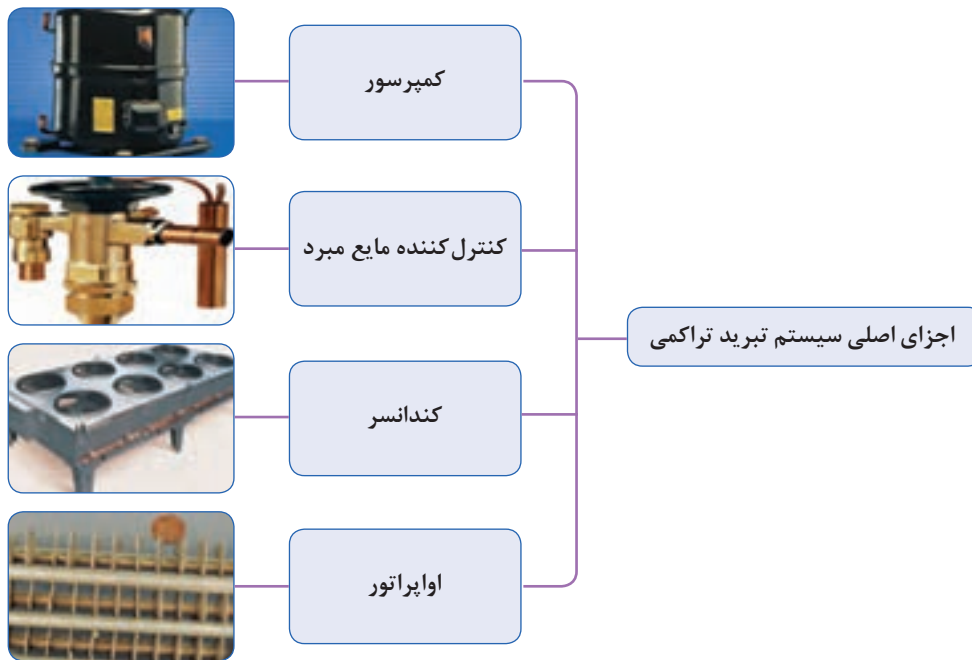 اجزای اصلی سیستم تبرید تراکمی
کمپرسور
کنترل‌کننده مایع مبرد
کندانسر
اواپراتور